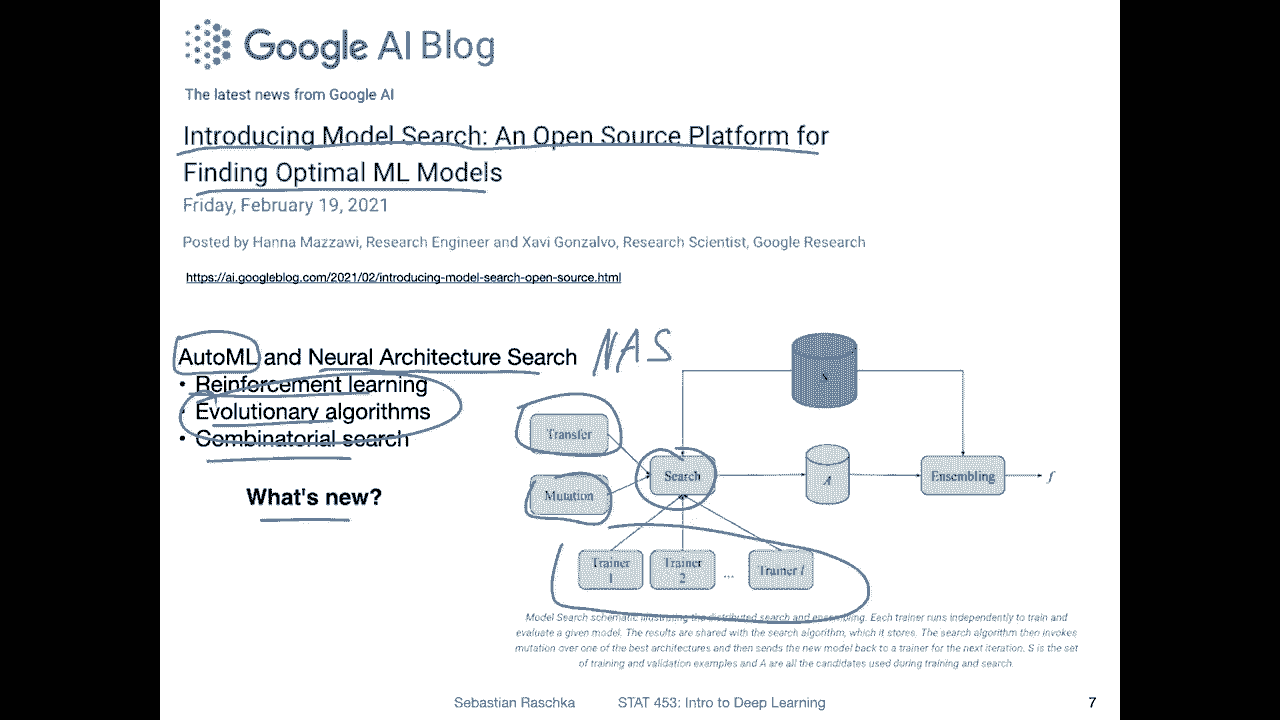 Google AI Blog
The latest news from Google AI
Introducing Model Search: An Open Source Platform for
Finding Optimal ML Models
Friday, February 19, 2021
Posted by Hanna Mazzawi, Research Engineer and Xavi Gonzalvo, Research Scientist, Google Research
https://ai.googleblog.com/2021/02/introducing-model-search-open-source.html
AutoML and Neural Architecture Search NAS
• Reinforcement learning
• Evolutionary algorithms
• Combinatorial search
What's new?
S
Transfer
Search
A
Ensembling
f
Mutation
Trainer 1
Trainer 2
...
Trainer l
Model Search schematic illustrating the distributed search and ensembling. Each trainer runs independently to train and
evaluate a given model. The results are shared with the search algorithm, which it stores. The search algorithm then invokes
mutation over one of the best architectures and then sends the new model back to a trainer for the next iteration. S is the set
of training and validation examples and A are all the candidates used during training and search.
Sebastian Raschka STAT 453: Intro to Deep Learning 7